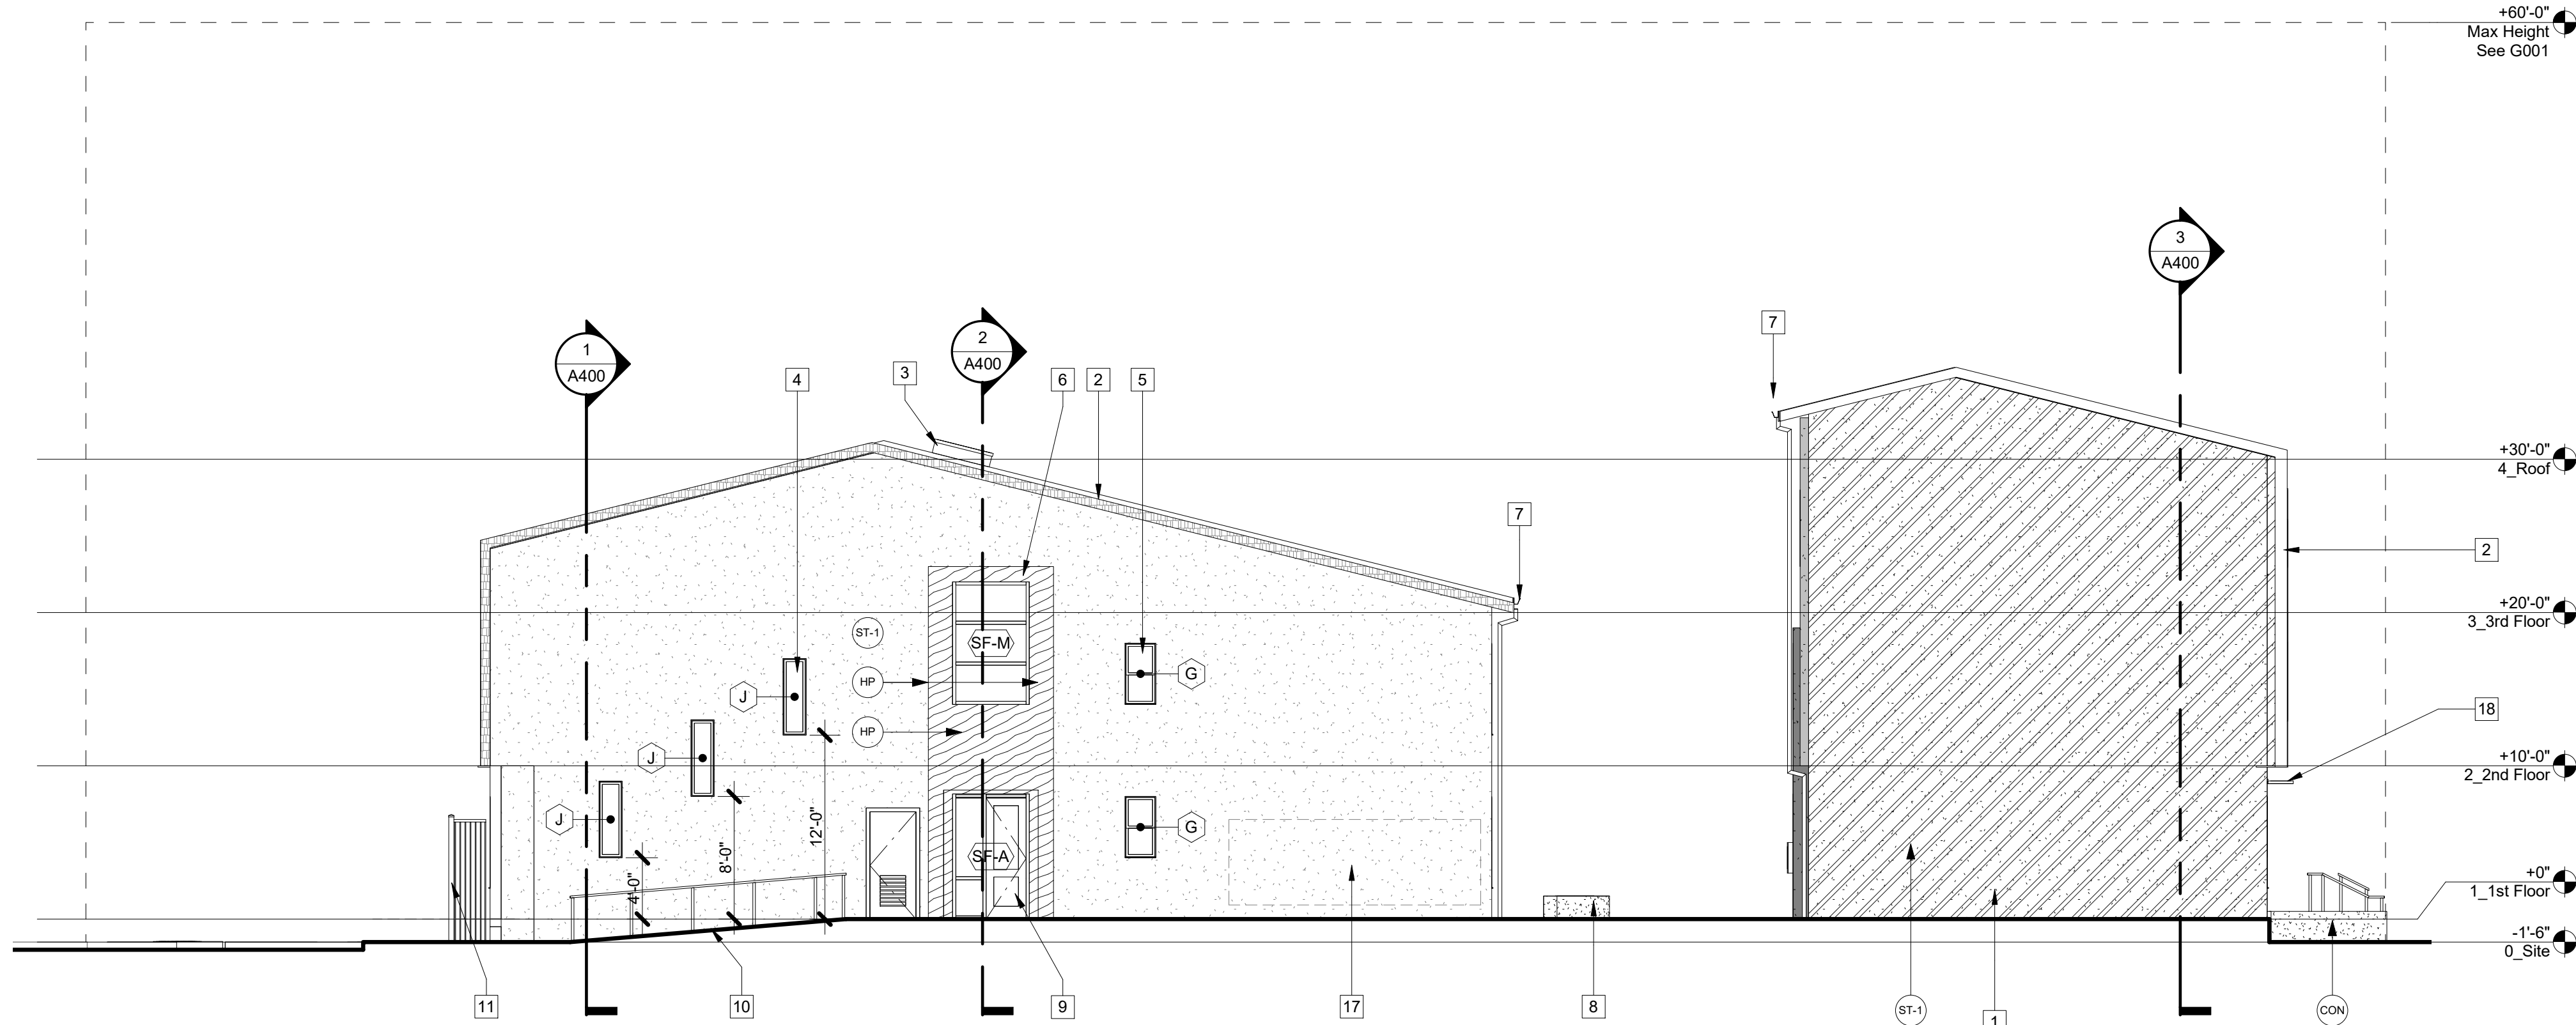 +60'-0"
Max Height
See G001
3
A400
1
A400
2
A400
7
4
3
6
2
5
+30'-0"
4_Roof
7
2
+20'-0"
3_3rd Floor
ST-1
SF-M
HP
J
G
18
HP
J
+10'-0"
2_2nd Floor
J
12'-0"
8'-0"
4'-0"
SF-A
G
+0"
1_1st Floor
-1'-6"
0_Site
11
10
9
17
8
ST-1
1
CON